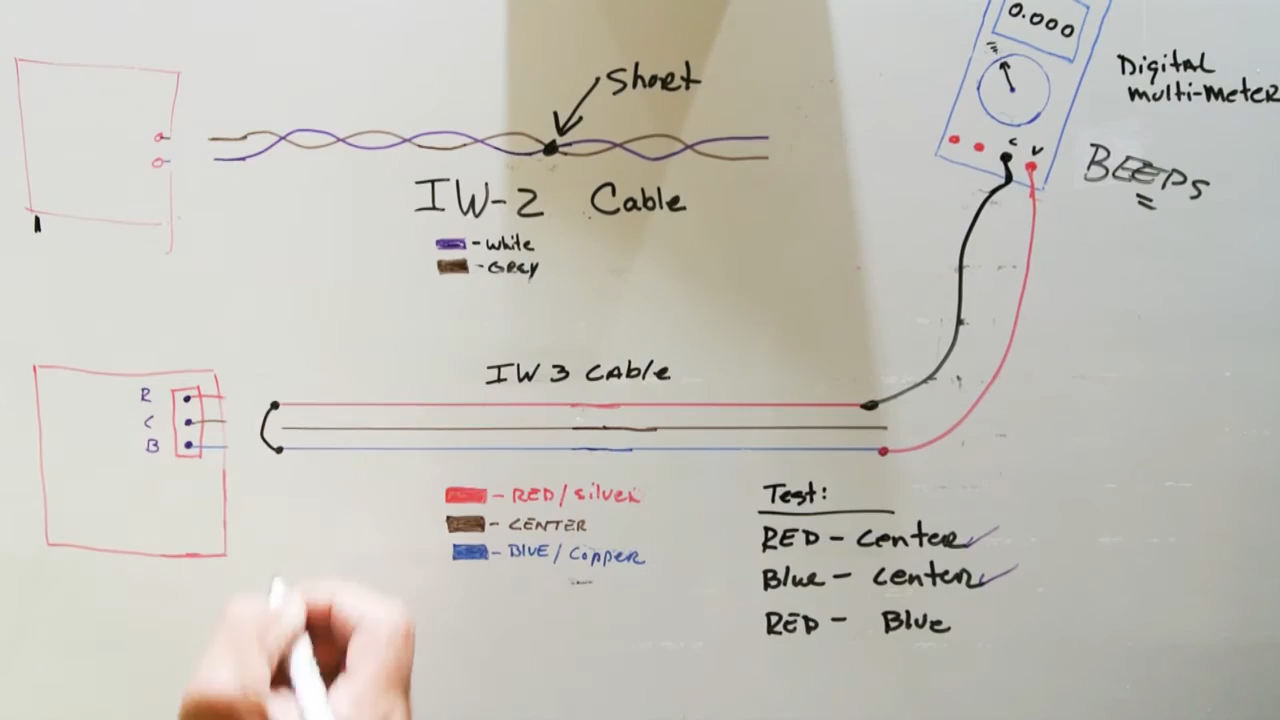 0.000
Digital
multi-meter
C V
BEEPS
Short
IW-2 Cable
- White
- GREY
IW 3 CABLE
R
C
B
- RED/Silver
- CENTER
- BLUE/Copper
Test:
RED - Center
Blue - Center
RED - Blue